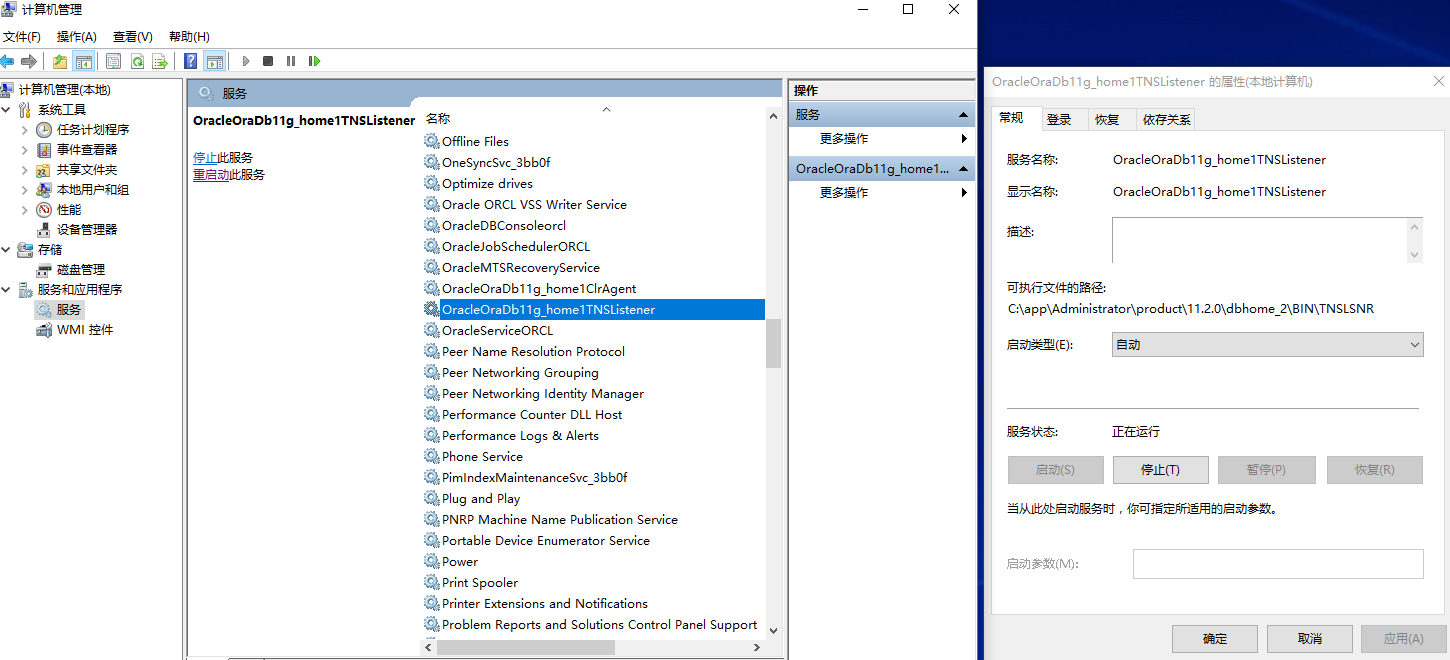 计算机管理
文件(F) 操作(A) 查看(V) 帮助(H)
计算机管理(本地)
系统工具
任务计划程序
事件查看器
共享文件夹
本地用户和组
性能
设备管理器
存储
磁盘管理
服务和应用程序
服务
WMI 控件
服务
OracleOraDb11g_home1TNSListener
停止此服务
重启动此服务
名称
Offline Files
OneSyncSvc_3bb0f
Optimize drives
Oracle ORCL VSS Writer Service
OracleDBConsoleorcl
OracleJobSchedulerORCL
OracleMTSRecoveryService
OracleOraDb11g_home1ClrAgent
OracleOraDb11g_home1TNSListener
OracleServiceORCL
Peer Name Resolution Protocol
Peer Networking Grouping
Peer Networking Identity Manager
Performance Counter DLL Host
Performance Logs & Alerts
Phone Service
PimIndexMaintenanceSvc_3bb0f
Plug and Play
PNRP Machine Name Publication Service
Portable Device Enumerator Service
Power
Print Spooler
Printer Extensions and Notifications
Problem Reports and Solutions Control Panel Support
操作
服务
更多操作
OracleOraDb11g_home1...
更多操作
OracleOraDb11g_home1TNSListener 的属性(本地计算机)
常规 登录 恢复 依存关系
服务名称: OracleOraDb11g_home1TNSListener
显示名称: OracleOraDb11g_home1TNSListener
描述:
可执行文件的路径:
C:\app\Administrator\product\11.2.0\dbhome_2\BIN\TNSLSNR
启动类型(E): 自动
服务状态: 正在运行
启动(S) 停止(T) 暂停(P) 恢复(R)
当从此处启动服务时，你可指定所适用的启动参数。
启动参数(M):
确定 取消 应用(A)